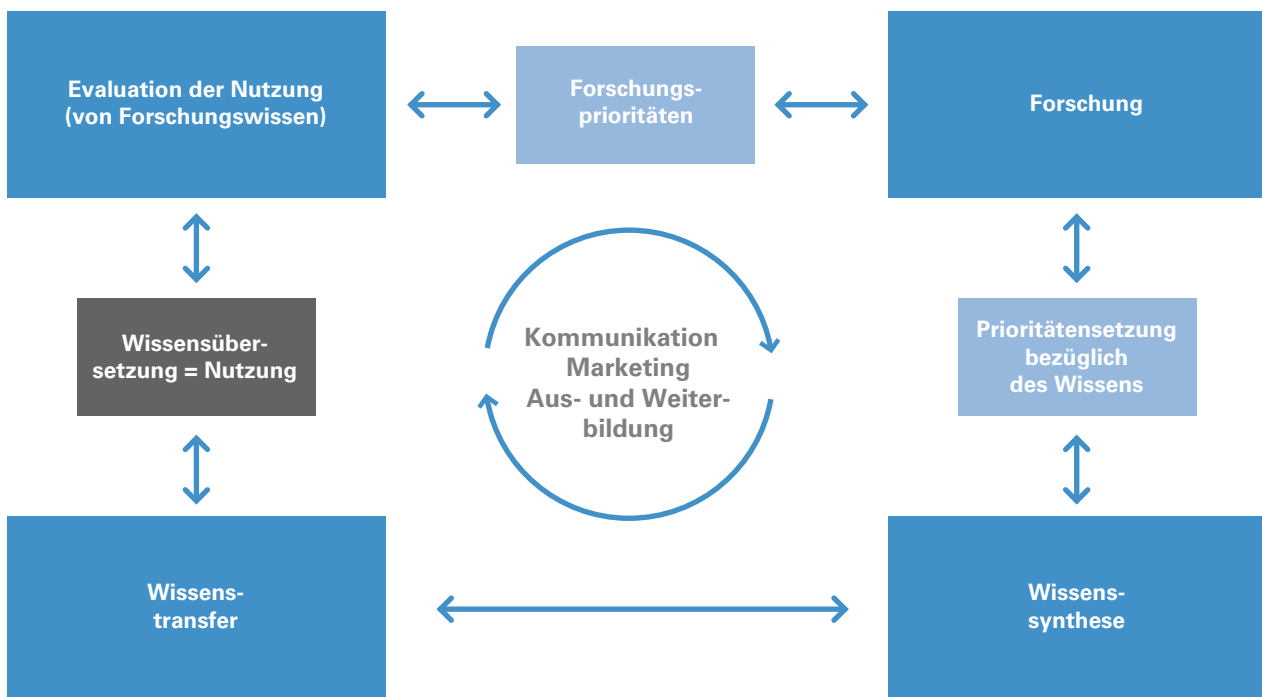 Evaluation der Nutzung
(von Forschungswissen)
Forschungs-
prioritäten
Forschung
Wissensüber-
setzung = Nutzung
Kommunikation
Marketing
Aus- und Weiter-
bildung
Prioritätensetzung
bezüglich
des Wissens
Wissens-
transfer
Wissens-
synthese